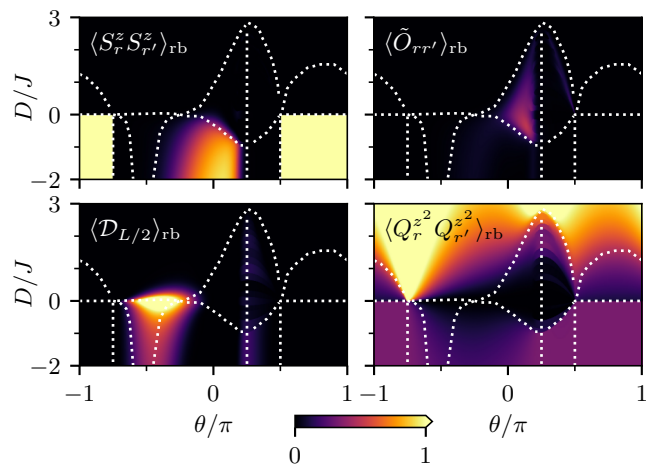 3
0
−2
D/J
⟨S_r^z S_{r'}^z⟩_rb
⟨Õ_{rr'}⟩_rb
3
0
−2
D/J
⟨𝒟_{L/2}⟩_rb
⟨Q_r^{z^2} Q_{r'}^{z^2}⟩_rb
−1 0 1 −1 0 1
θ/π θ/π
0 1